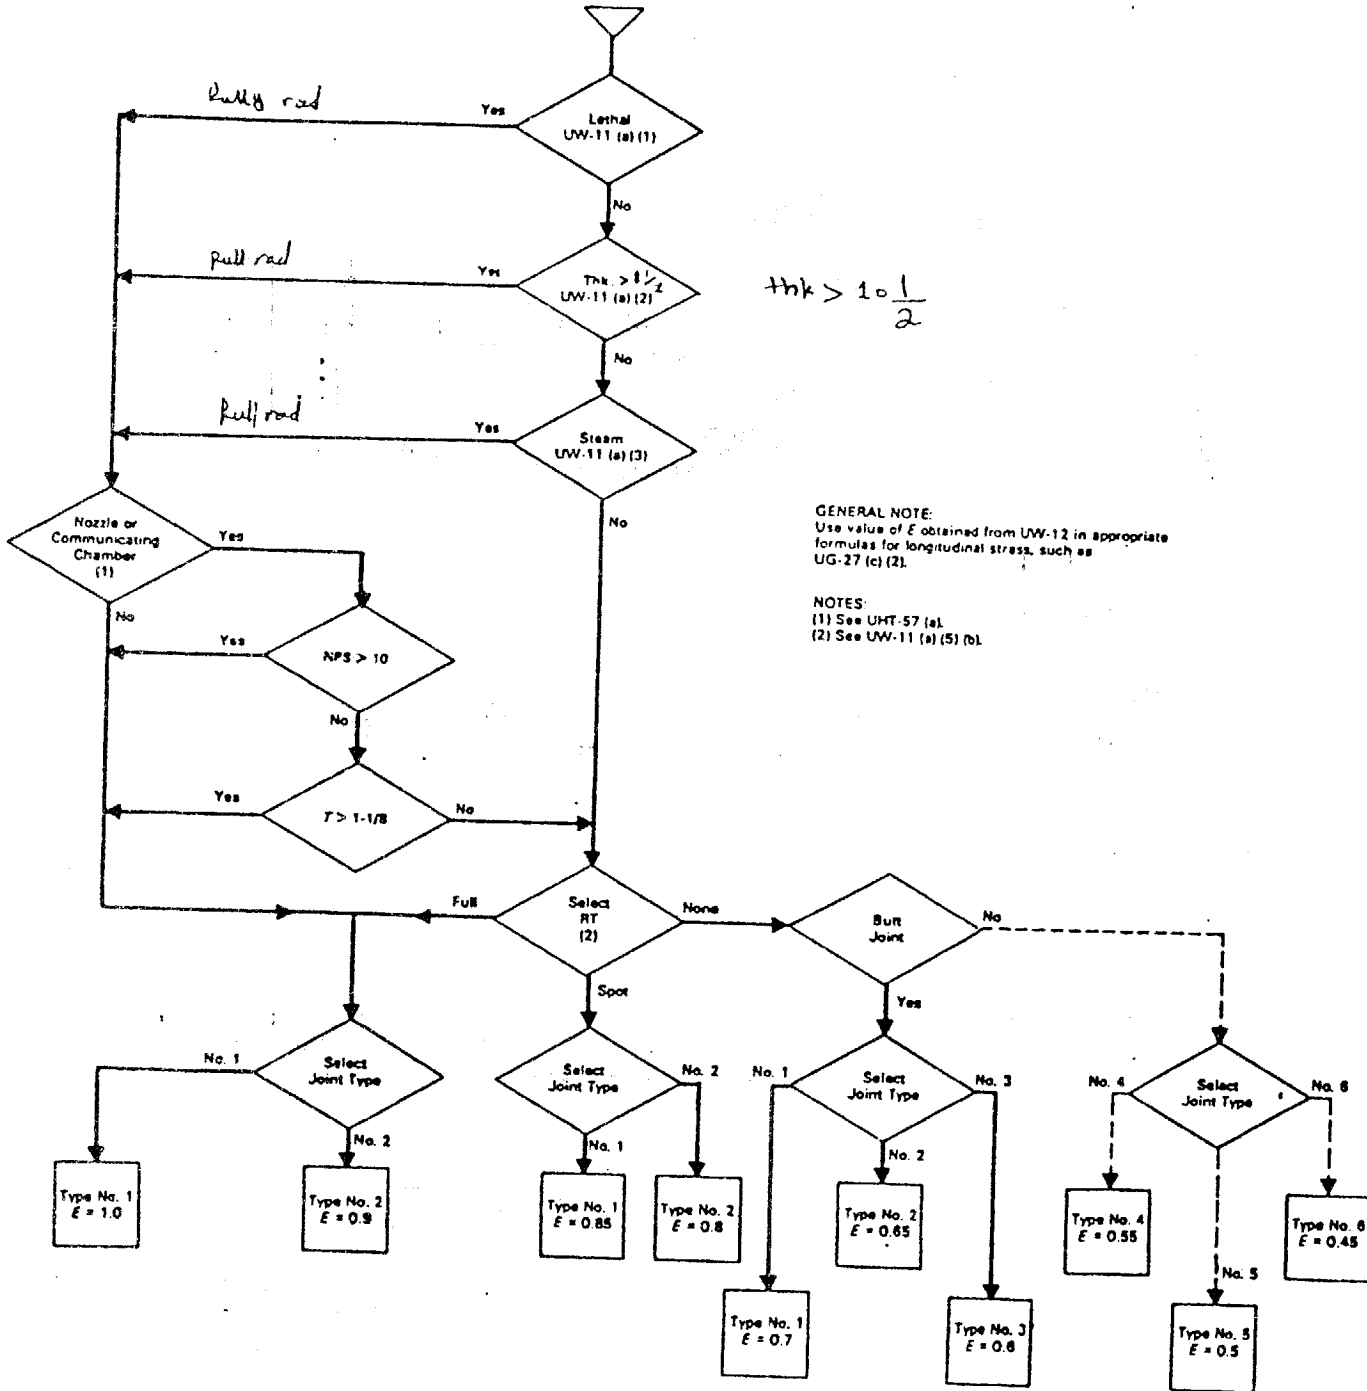 Fully rad
Yes
Lethal
UW-11 (a) (1)
No
Full rad
Yes
Thk. >
UW-11 (a) (2)
thk > 10 1/2
No
Full rad
Yes
Steam
UW-11 (a) (3)
No
Nozzle or
Communicating
Chamber
(1)
Yes
No
GENERAL NOTE:
Use value of E obtained from UW-12 in appropriate
formulas for longitudinal stress, such as
UG-27 (c) (2).
NOTES:
(1) See UHT-57 (a).
(2) See UW-11 (a) (5) (b).
Yes
NPS > 10
No
Yes
T > 1-1/8
No
Full
Select
RT
(2)
None
Butt
Joint
No
Spot
Yes
No. 1
Select
Joint Type
No. 2
Select
Joint Type
No. 2
No. 1
No. 1
Select
Joint Type
No. 3
No. 2
No. 4
Select
Joint Type
No. 6
No. 5
Type No. 1
E = 1.0
Type No. 2
E = 0.9
Type No. 1
E = 0.85
Type No. 2
E = 0.8
Type No. 2
E = 0.65
Type No. 4
E = 0.55
Type No. 6
E = 0.45
Type No. 1
E = 0.7
Type No. 3
E = 0.6
Type No. 5
E = 0.5